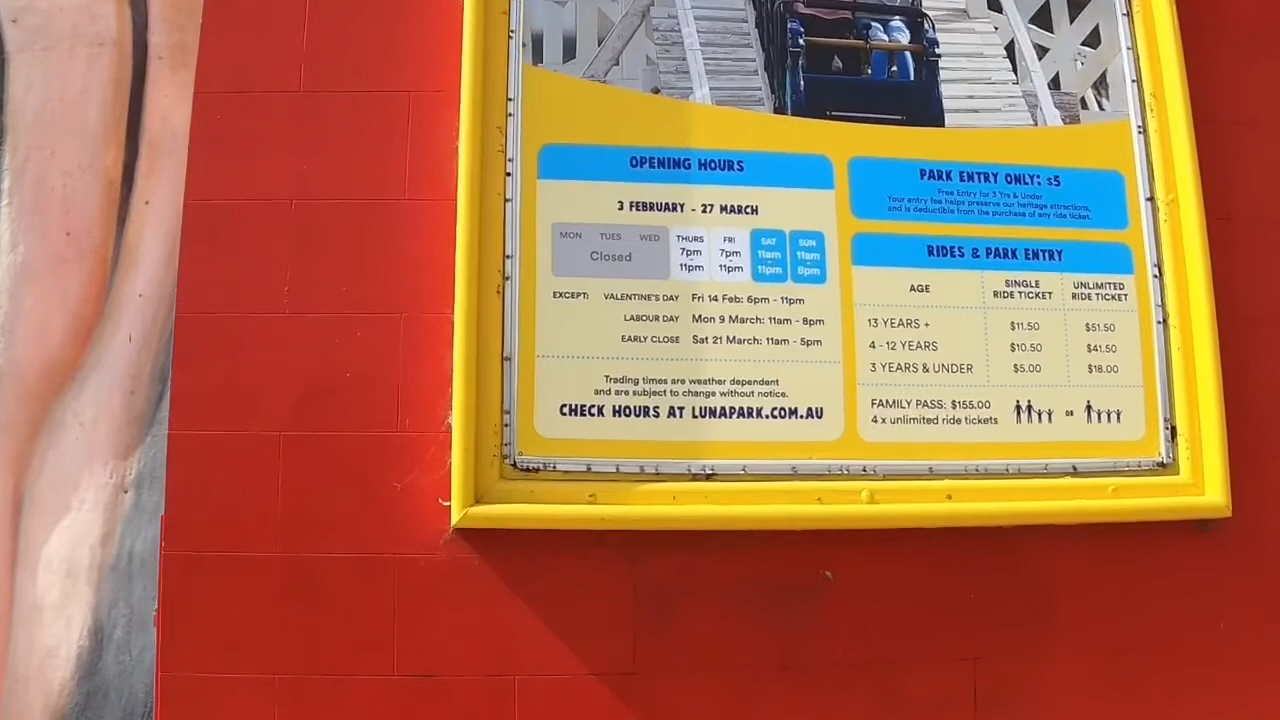 OPENING HOURS
3 FEBRUARY - 27 MARCH
MON TUES WED THURS FRI SAT SUN
Closed 7pm - 11pm 7pm - 11pm 11am - 11pm 11am - 8pm
EXCEPT: VALENTINE'S DAY Fri 14 Feb: 6pm - 11pm
LABOUR DAY Mon 9 March: 11am - 8pm
EARLY CLOSE Sat 21 March: 11am - 5pm
Trading times are weather dependent
and are subject to change without notice.
CHECK HOURS AT LUNAPARK.COM.AU
PARK ENTRY ONLY: $5
Free Entry for 3 Yrs & Under
Your entry fee helps preserve our heritage attractions,
and is deductible from the purchase of any ride ticket.
RIDES & PARK ENTRY
AGE SINGLE RIDE TICKET UNLIMITED RIDE TICKET
13 YEARS + $11.50 $51.50
4 - 12 YEARS $10.50 $41.50
3 YEARS & UNDER $5.00 $18.00
FAMILY PASS: $155.00
4 x unlimited ride tickets OR